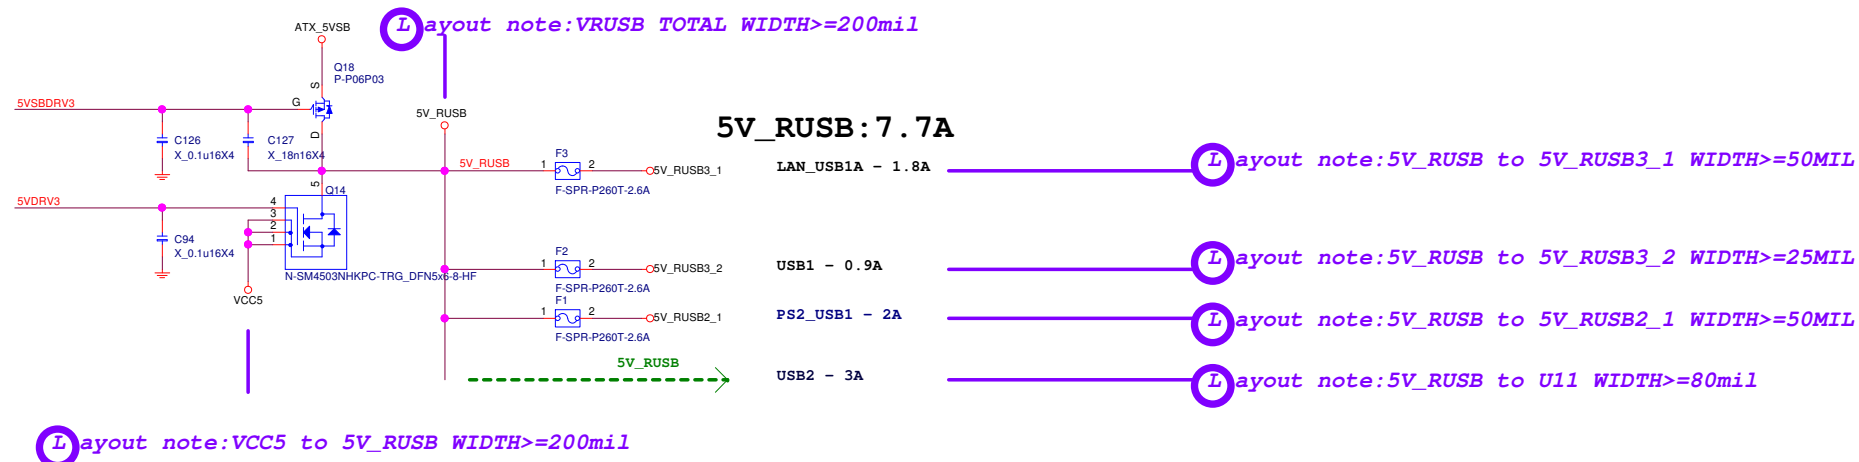 Layout note:VRUSB TOTAL WIDTH>=200mil
ATX_5VSB
Q18
P-P06P03
S
G
D
5VSBDRV3
C126
X_0.1u16X4
C127
X_18n16X4
5V_RUSB
5V_RUSB:7.7A
5V_RUSB
F3
1 2
5V_RUSB3_1
F-SPR-P260T-2.6A
LAN_USB1A - 1.8A
Layout note:5V_RUSB to 5V_RUSB3_1 WIDTH>=50MIL
5VDRV3
5
Q14
4
3
2
1
C94
X_0.1u16X4
N-SM4503NHKPC-TRG_DFN5x6-8-HF
VCC5
F2
1 2
5V_RUSB3_2
F-SPR-P260T-2.6A
USB1 - 0.9A
Layout note:5V_RUSB to 5V_RUSB3_2 WIDTH>=25MIL
F1
1 2
5V_RUSB2_1
F-SPR-P260T-2.6A
PS2_USB1 - 2A
Layout note:5V_RUSB to 5V_RUSB2_1 WIDTH>=50MIL
5V_RUSB
USB2 - 3A
Layout note:5V_RUSB to U11 WIDTH>=80mil
Layout note:VCC5 to 5V_RUSB WIDTH>=200mil